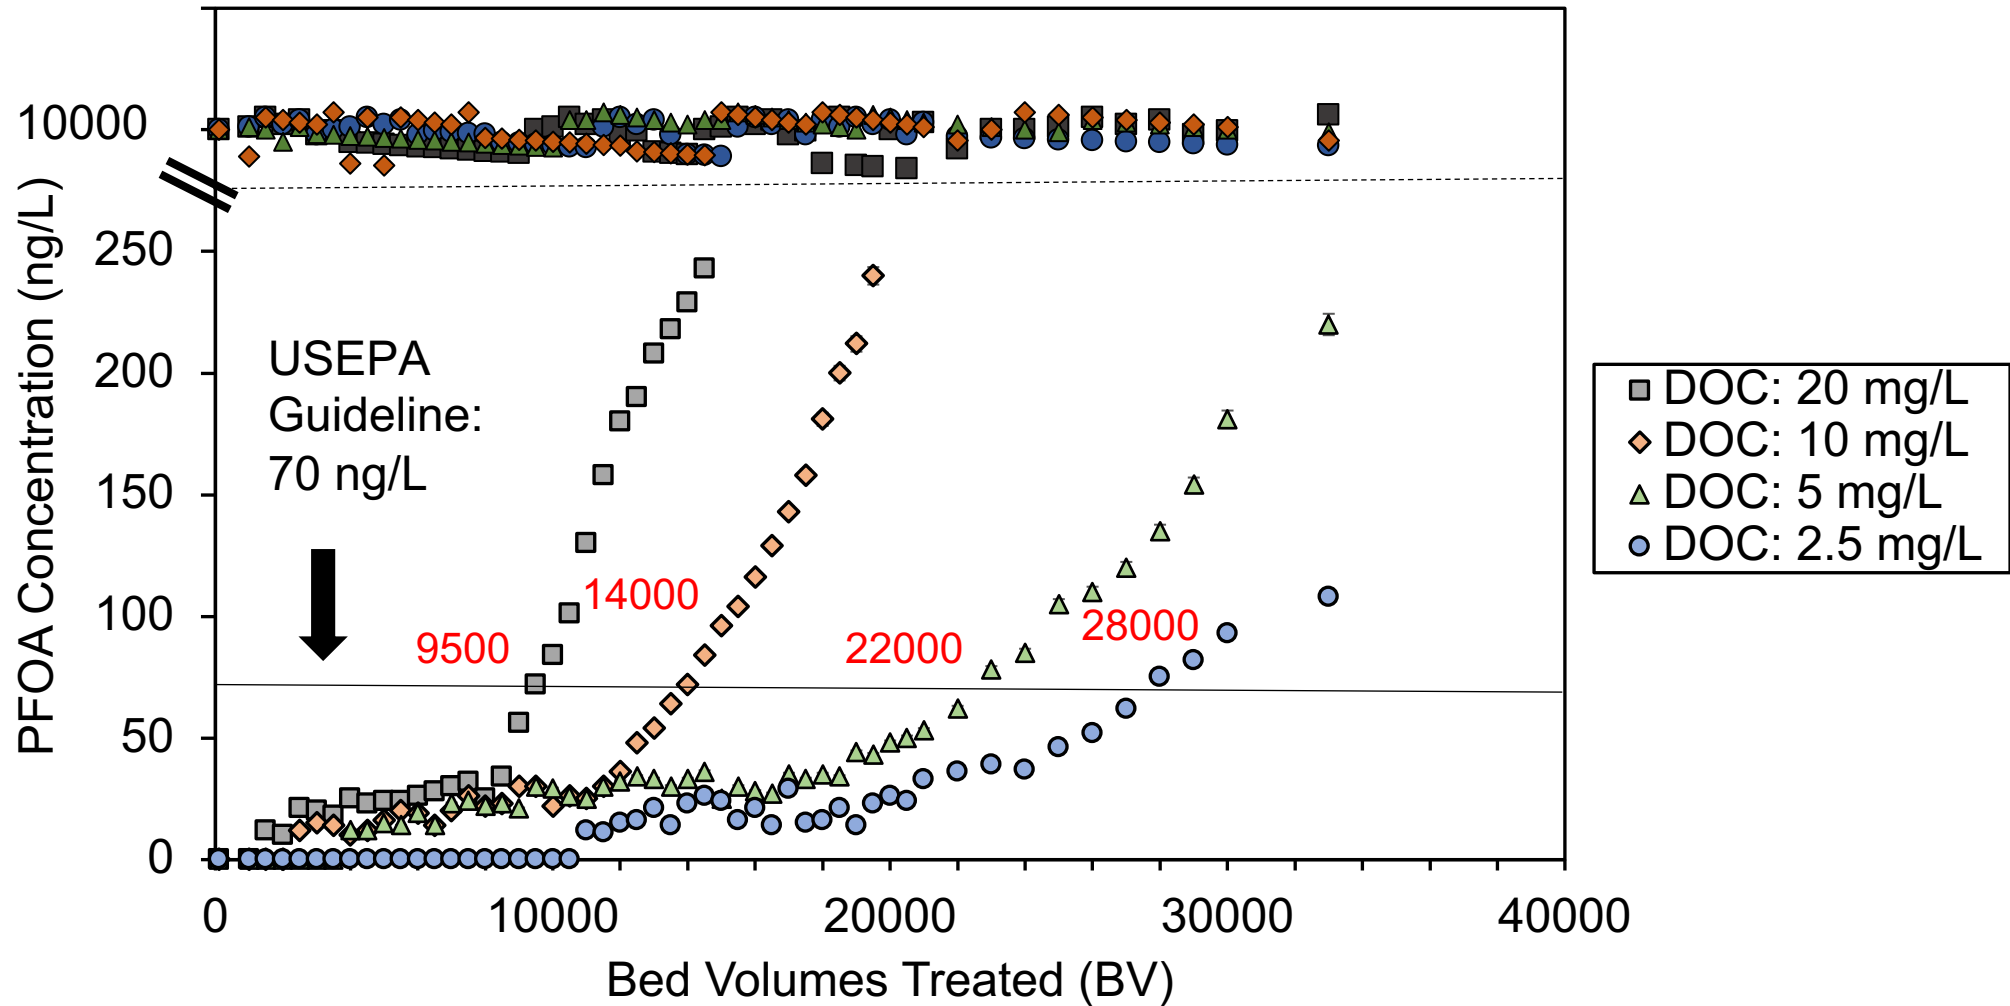 PFOA Concentration (ng/L)
10000
250
200
150
100
50
0
USEPA
Guideline:
70 ng/L
9500
14000
22000
28000
0
10000
20000
30000
40000
Bed Volumes Treated (BV)
DOC: 20 mg/L
DOC: 10 mg/L
DOC: 5 mg/L
DOC: 2.5 mg/L